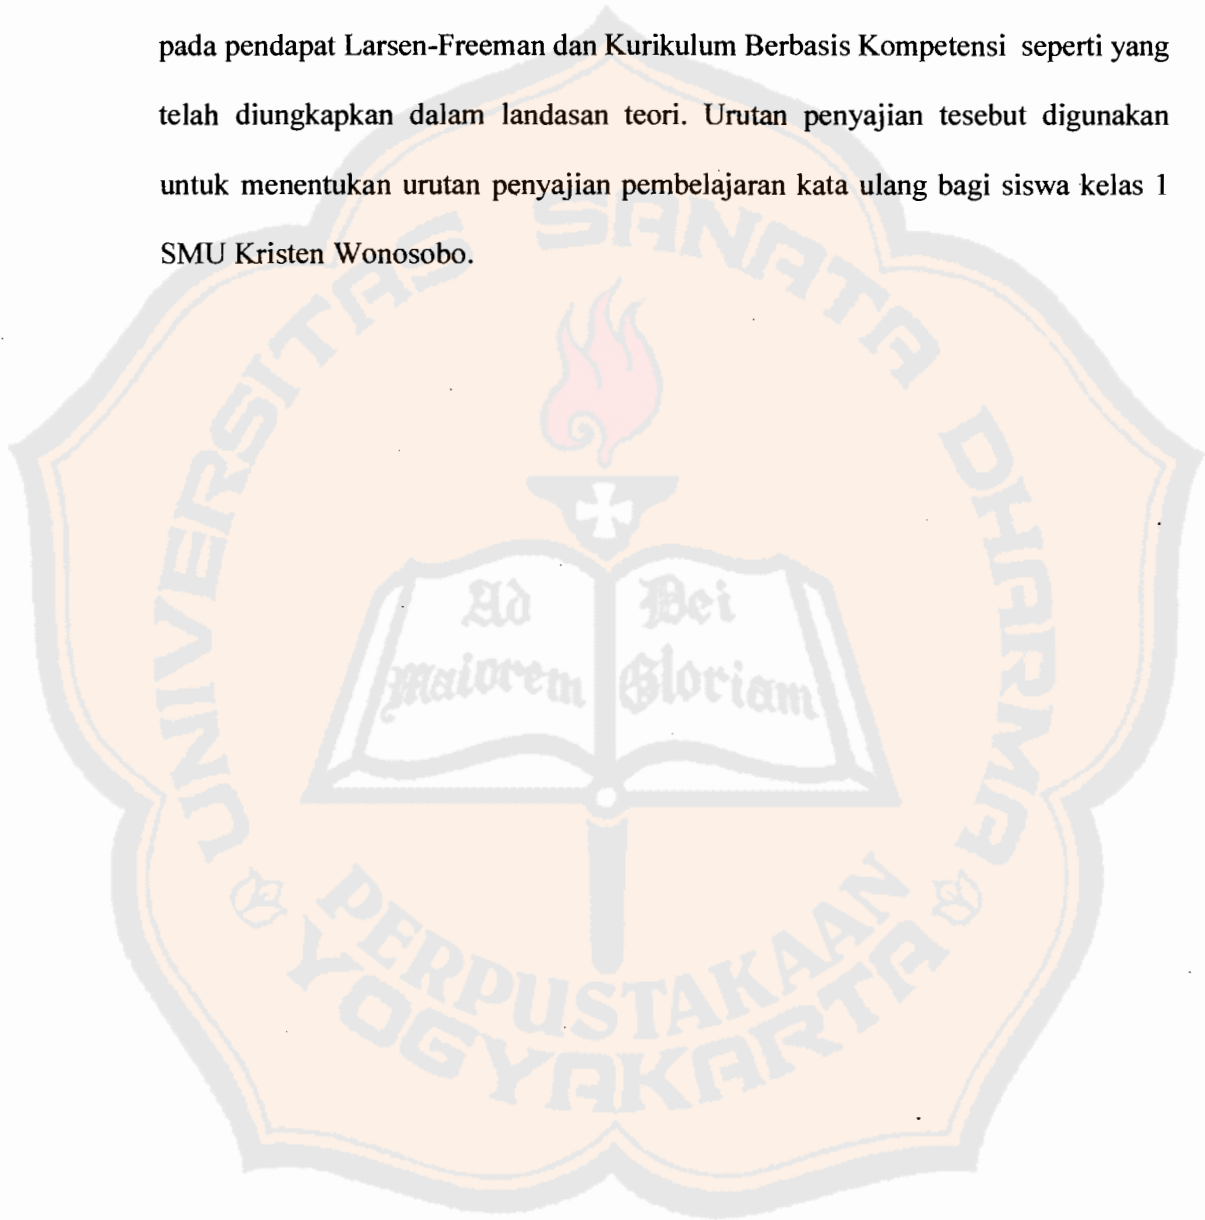 pada pendapat Larsen-Freeman dan Kurikulum Berbasis Kompetensi seperti yang
telah diungkapkan dalam landasan teori. Urutan penyajian tesebut digunakan
untuk menentukan urutan penyajian pembelajaran kata ulang bagi siswa kelas 1
SMU Kristen Wonosobo.
UNIVERSITAS SANATA DHARMA
Ad Dei
maiorem Gloriam
PERPUSTAKAAN
YOGYAKARTA